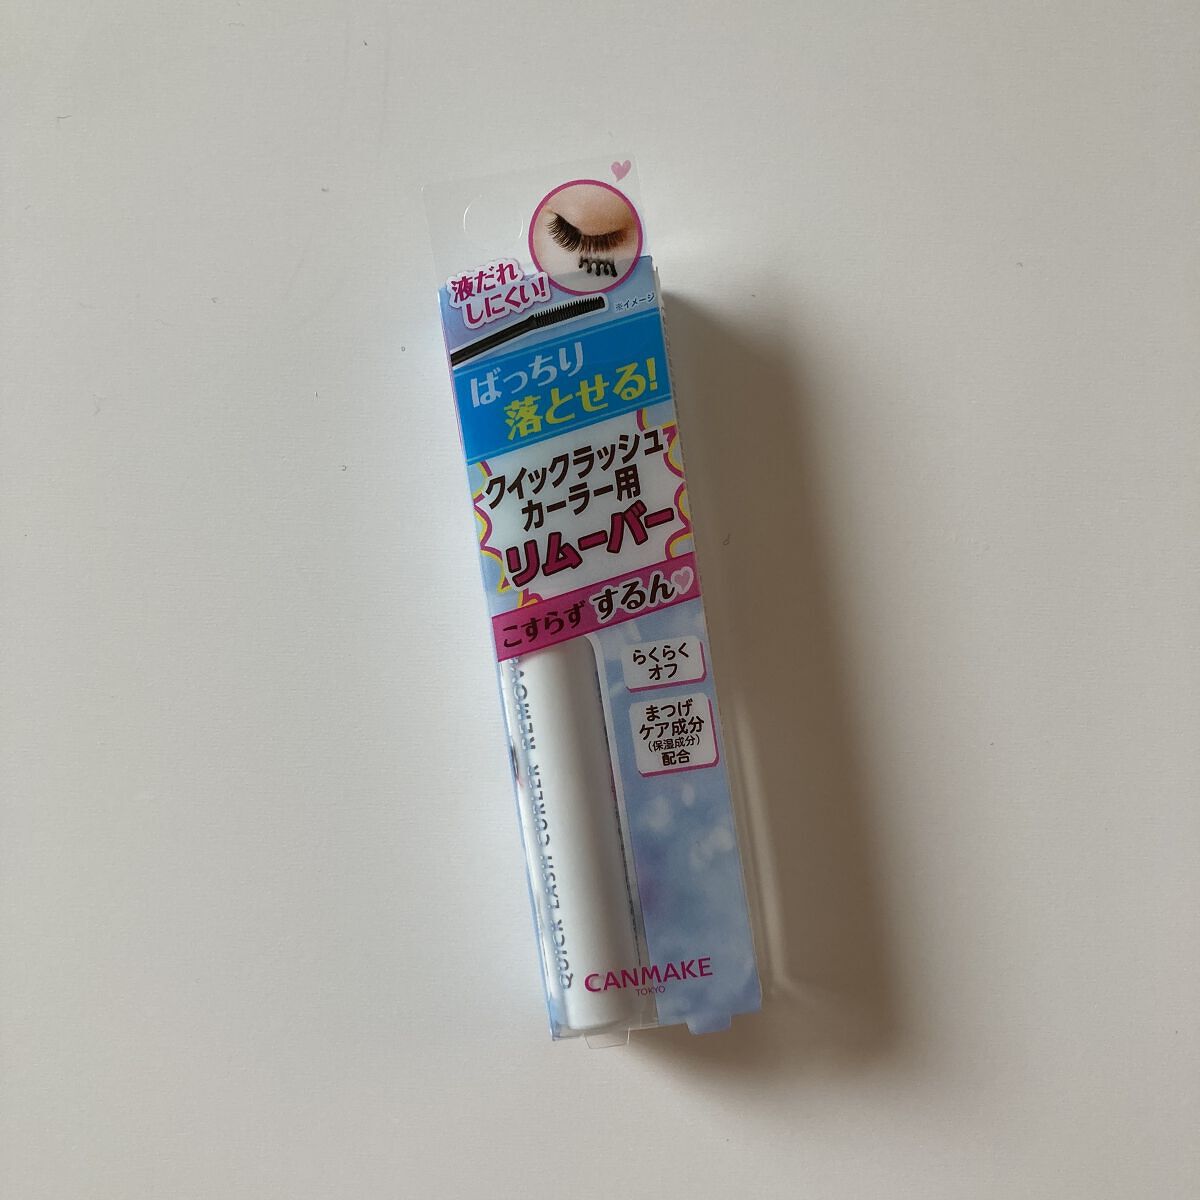 液だれ
しにくい!
※イメージ
ばっちり
落とせる!
クイックラッシュ
カーラー用
リムーバー
こすらず するん♡
らくらく
オフ
まつげ
ケア成分
(保湿成分)
配合
QUICK LASH CURLER REMOVE
CANMAKE
TOKYO